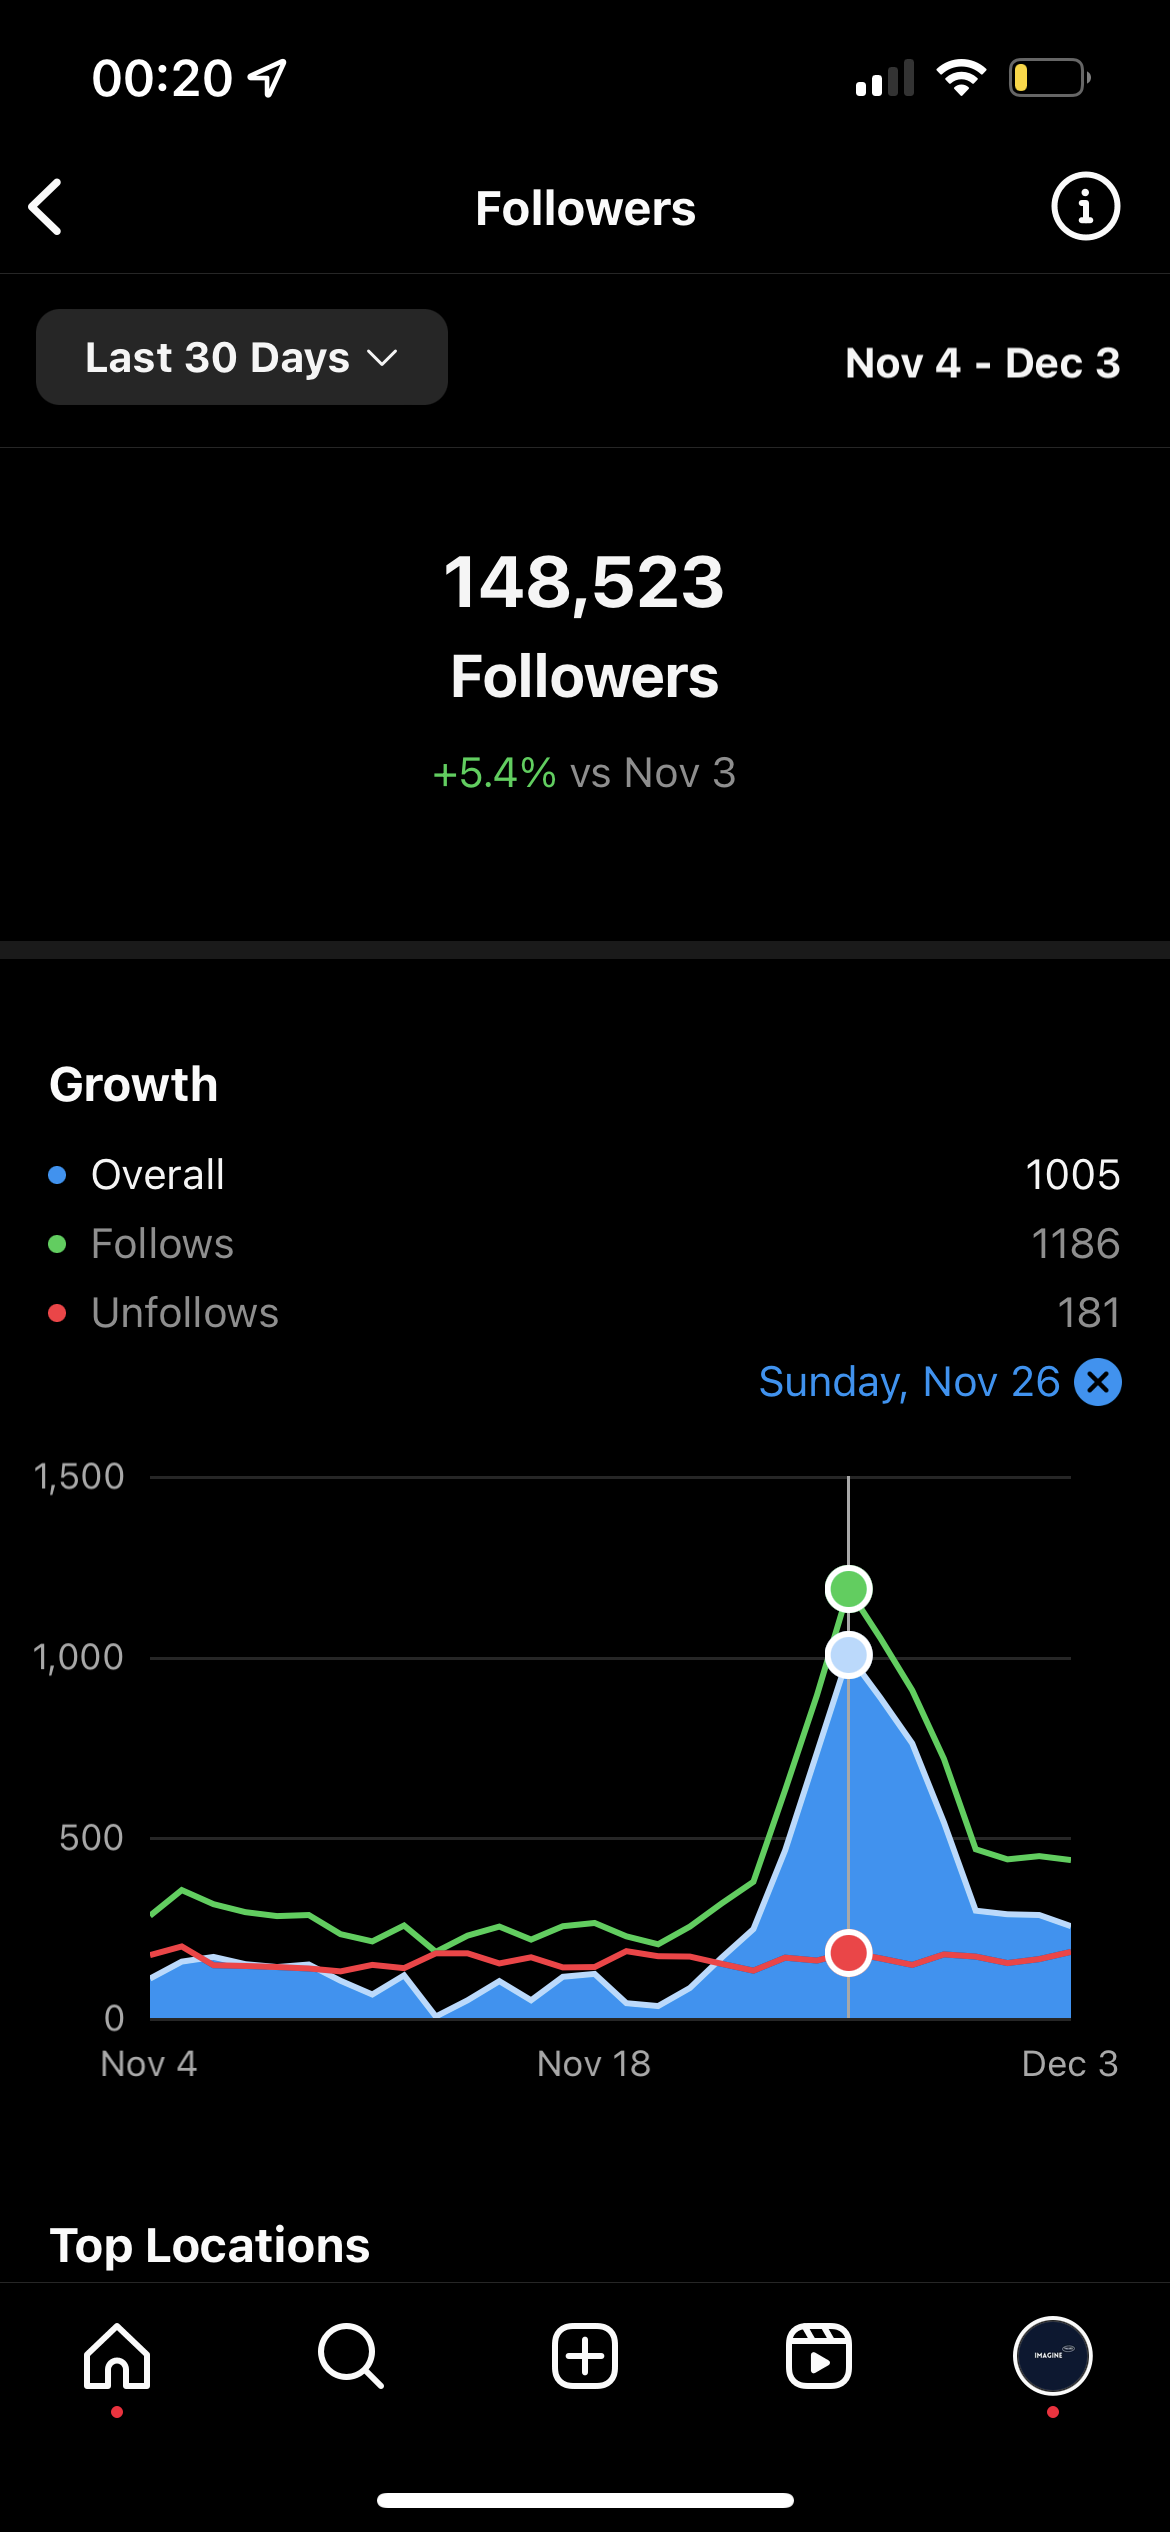 00:20
Followers
Last 30 Days
Nov 4 - Dec 3
148,523
Followers
+5.4% vs Nov 3
Growth
Overall 1005
Follows 1186
Unfollows 181
Sunday, Nov 26
1,500
1,000
500
0
Nov 4 Nov 18 Dec 3
Top Locations
IMAGINE